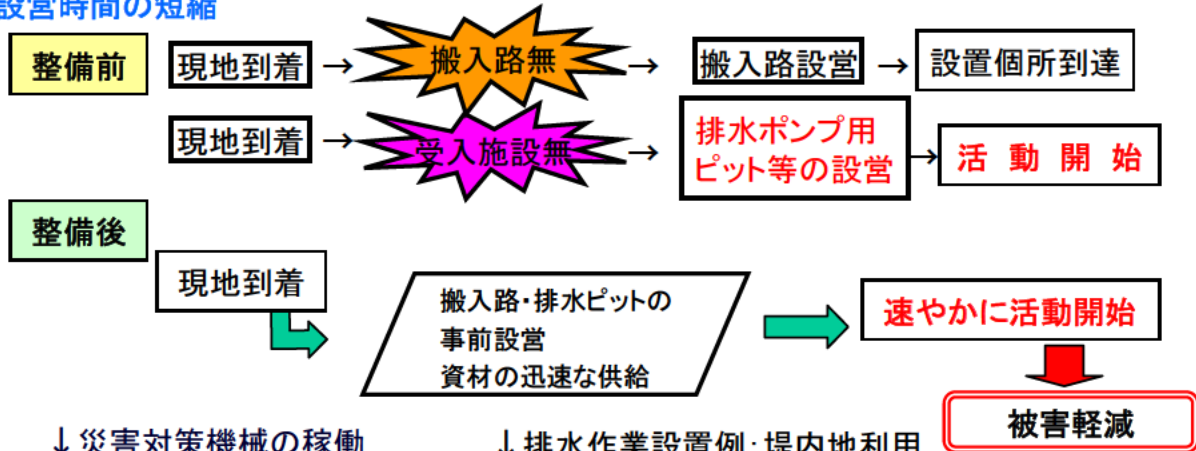 設営時間の短縮
整備前
現地到着 → 搬入路無 → 搬入路設営 → 設置個所到達
現地到着 → 受入施設無 → 排水ポンプ用
ピット等の設営 → 活動開始
整備後
現地到着
搬入路・排水ピットの
事前設営
資材の迅速な供給
速やかに活動開始
被害軽減
↓災害対策機械の稼働
↓排水作業設置例:堤内地利用